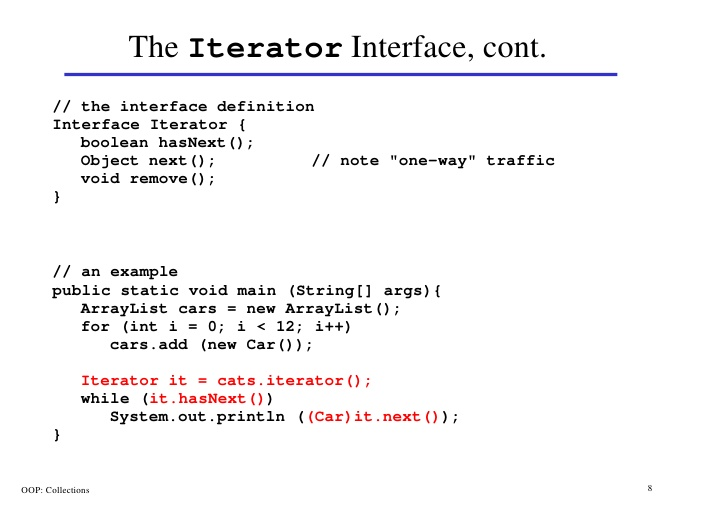 The Iterator Interface, cont.
// the interface definition
Interface Iterator {
boolean hasNext();
Object next(); // note "one-way" traffic
void remove();
}
// an example
public static void main (String[] args){
ArrayList cars = new ArrayList();
for (int i = 0; i < 12; i++)
cars.add (new Car());
Iterator it = cats.iterator();
while (it.hasNext())
System.out.println ((Car)it.next());
}
OOP: Collections
8